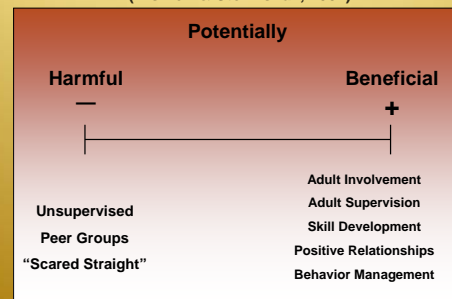 Potentially
Harmful
Beneficial
−
+
Unsupervised
Peer Groups
“Scared Straight”
Adult Involvement
Adult Supervision
Skill Development
Positive Relationships
Behavior Management